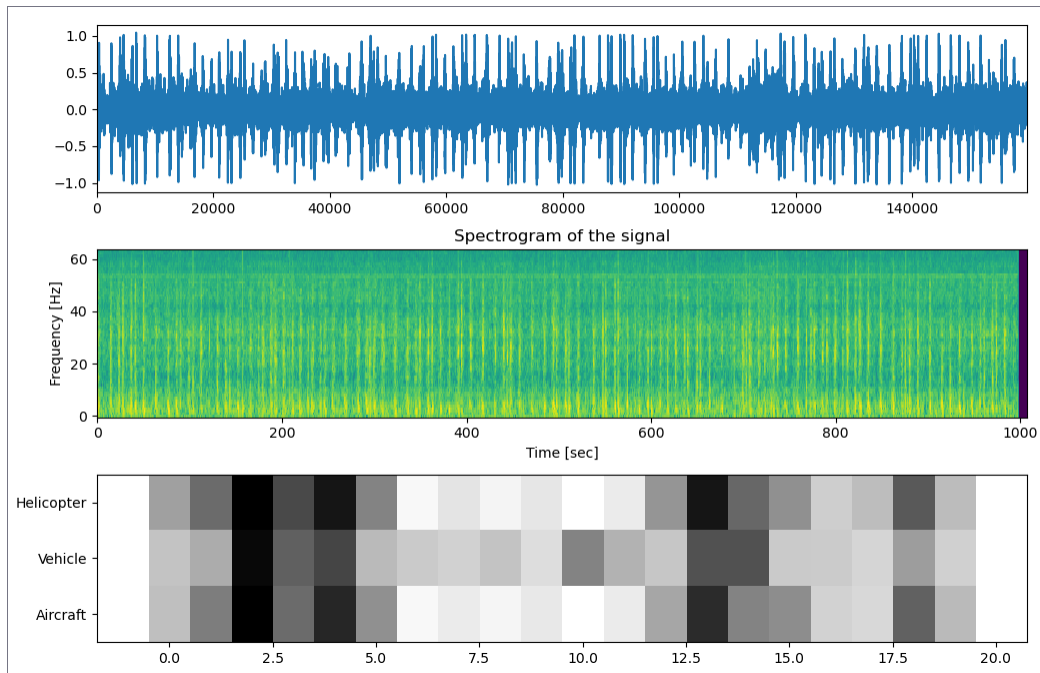 1.0
0.5
0.0
−0.5
−1.0
0 20000 40000 60000 80000 100000 120000 140000
Spectrogram of the signal
60
40
20
0
Frequency [Hz]
0 200 400 600 800 1000
Time [sec]
Helicopter
Vehicle
Aircraft
0.0 2.5 5.0 7.5 10.0 12.5 15.0 17.5 20.0